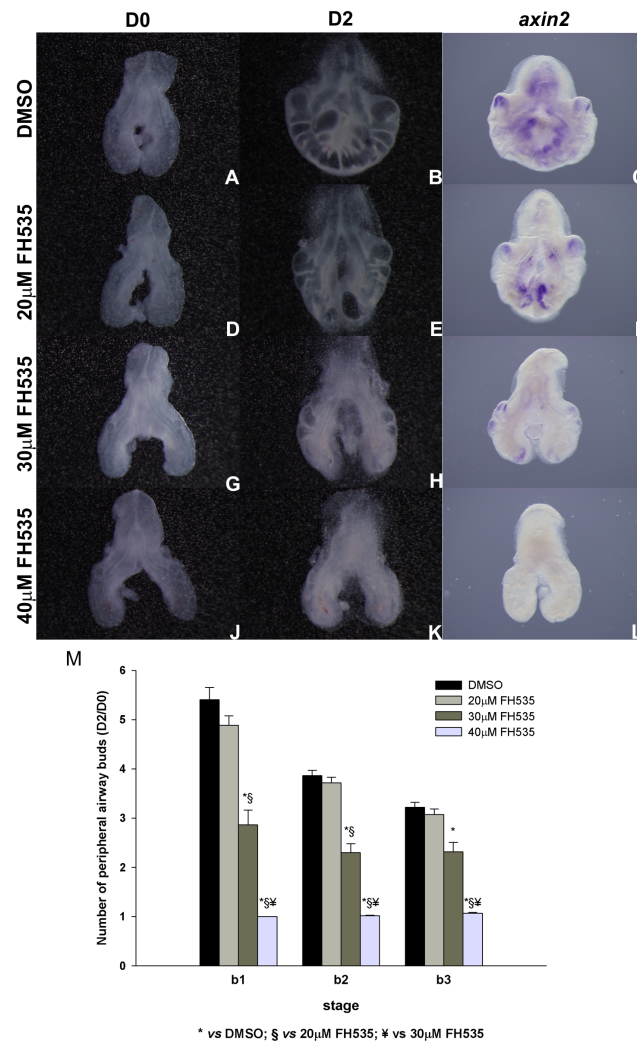 D0 D2 axin2
DMSO
A B C
20µM FH535
D E
30µM FH535
G H
40µM FH535
J K L
M
Number of peripheral airway buds (D2/D0)
6
5
4
3
2
1
0
DMSO
20µM FH535
30µM FH535
40µM FH535
*§
*§¥
*§
*§¥
*
*§¥
b1 b2 b3
stage
* vs DMSO; § vs 20µM FH535; ¥ vs 30µM FH535